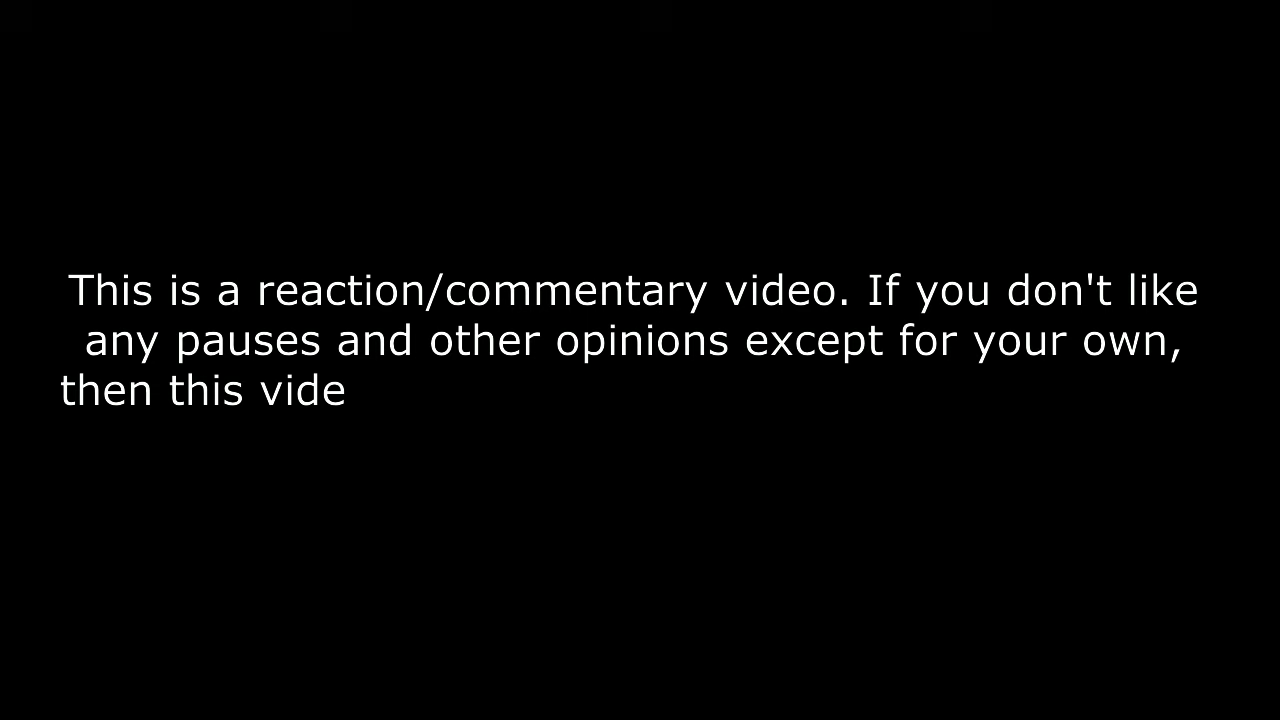 This is a reaction/commentary video. If you don't like
any pauses and other opinions except for your own,
then this vide